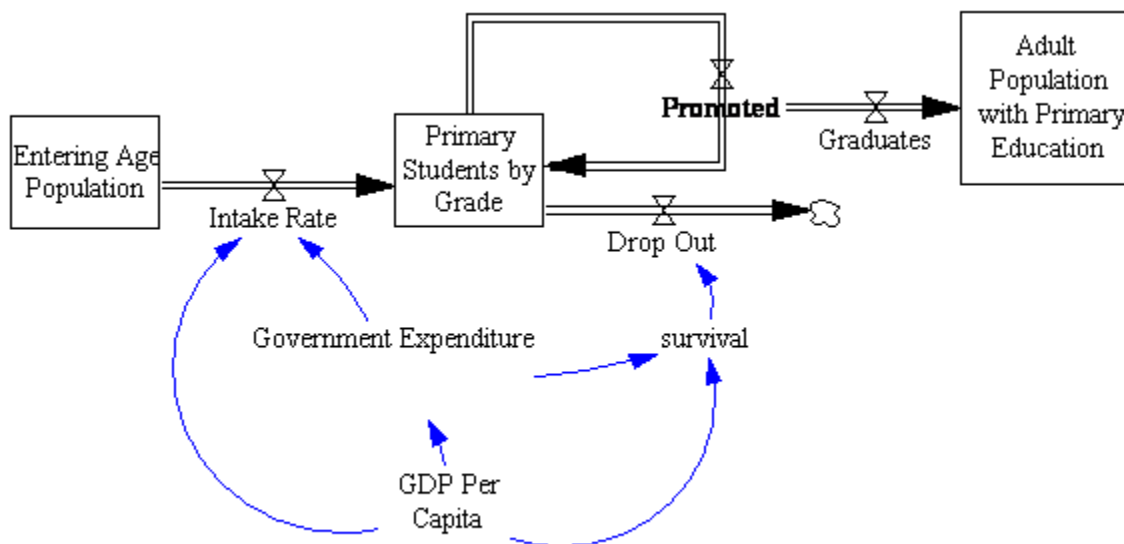 Entering Age
Population
Intake Rate
Primary
Students by
Grade
Promoted
Graduates
Adult
Population
with Primary
Education
Drop Out
Government Expenditure
survival
GDP Per
Capita